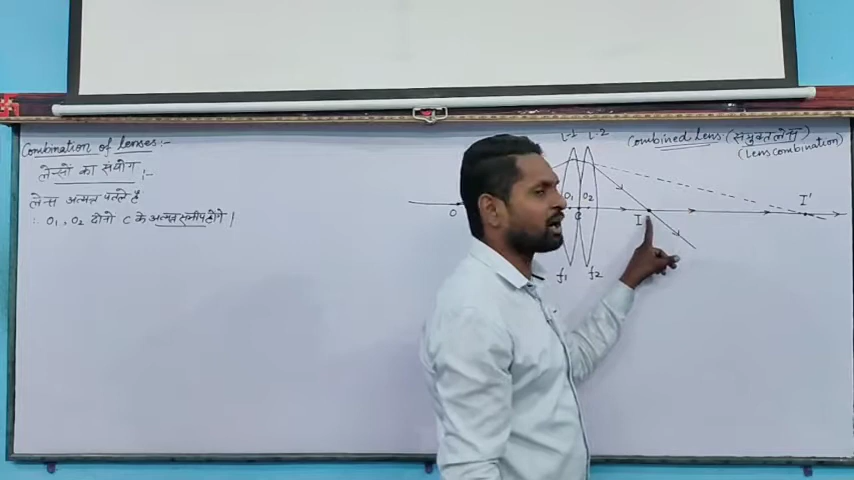 Combination of lenses:-
लेन्सों का संयोग :-
लेंस अत्यन्त पतले है
∴ O₁, O₂ दोनो C के अत्यन्त समीप होंगे |
L-1 L-2
Combined Lens (संयुक्त लेंस)
(Lens combination)
O
O₁ O₂
C
I
I'
f₁ f₂